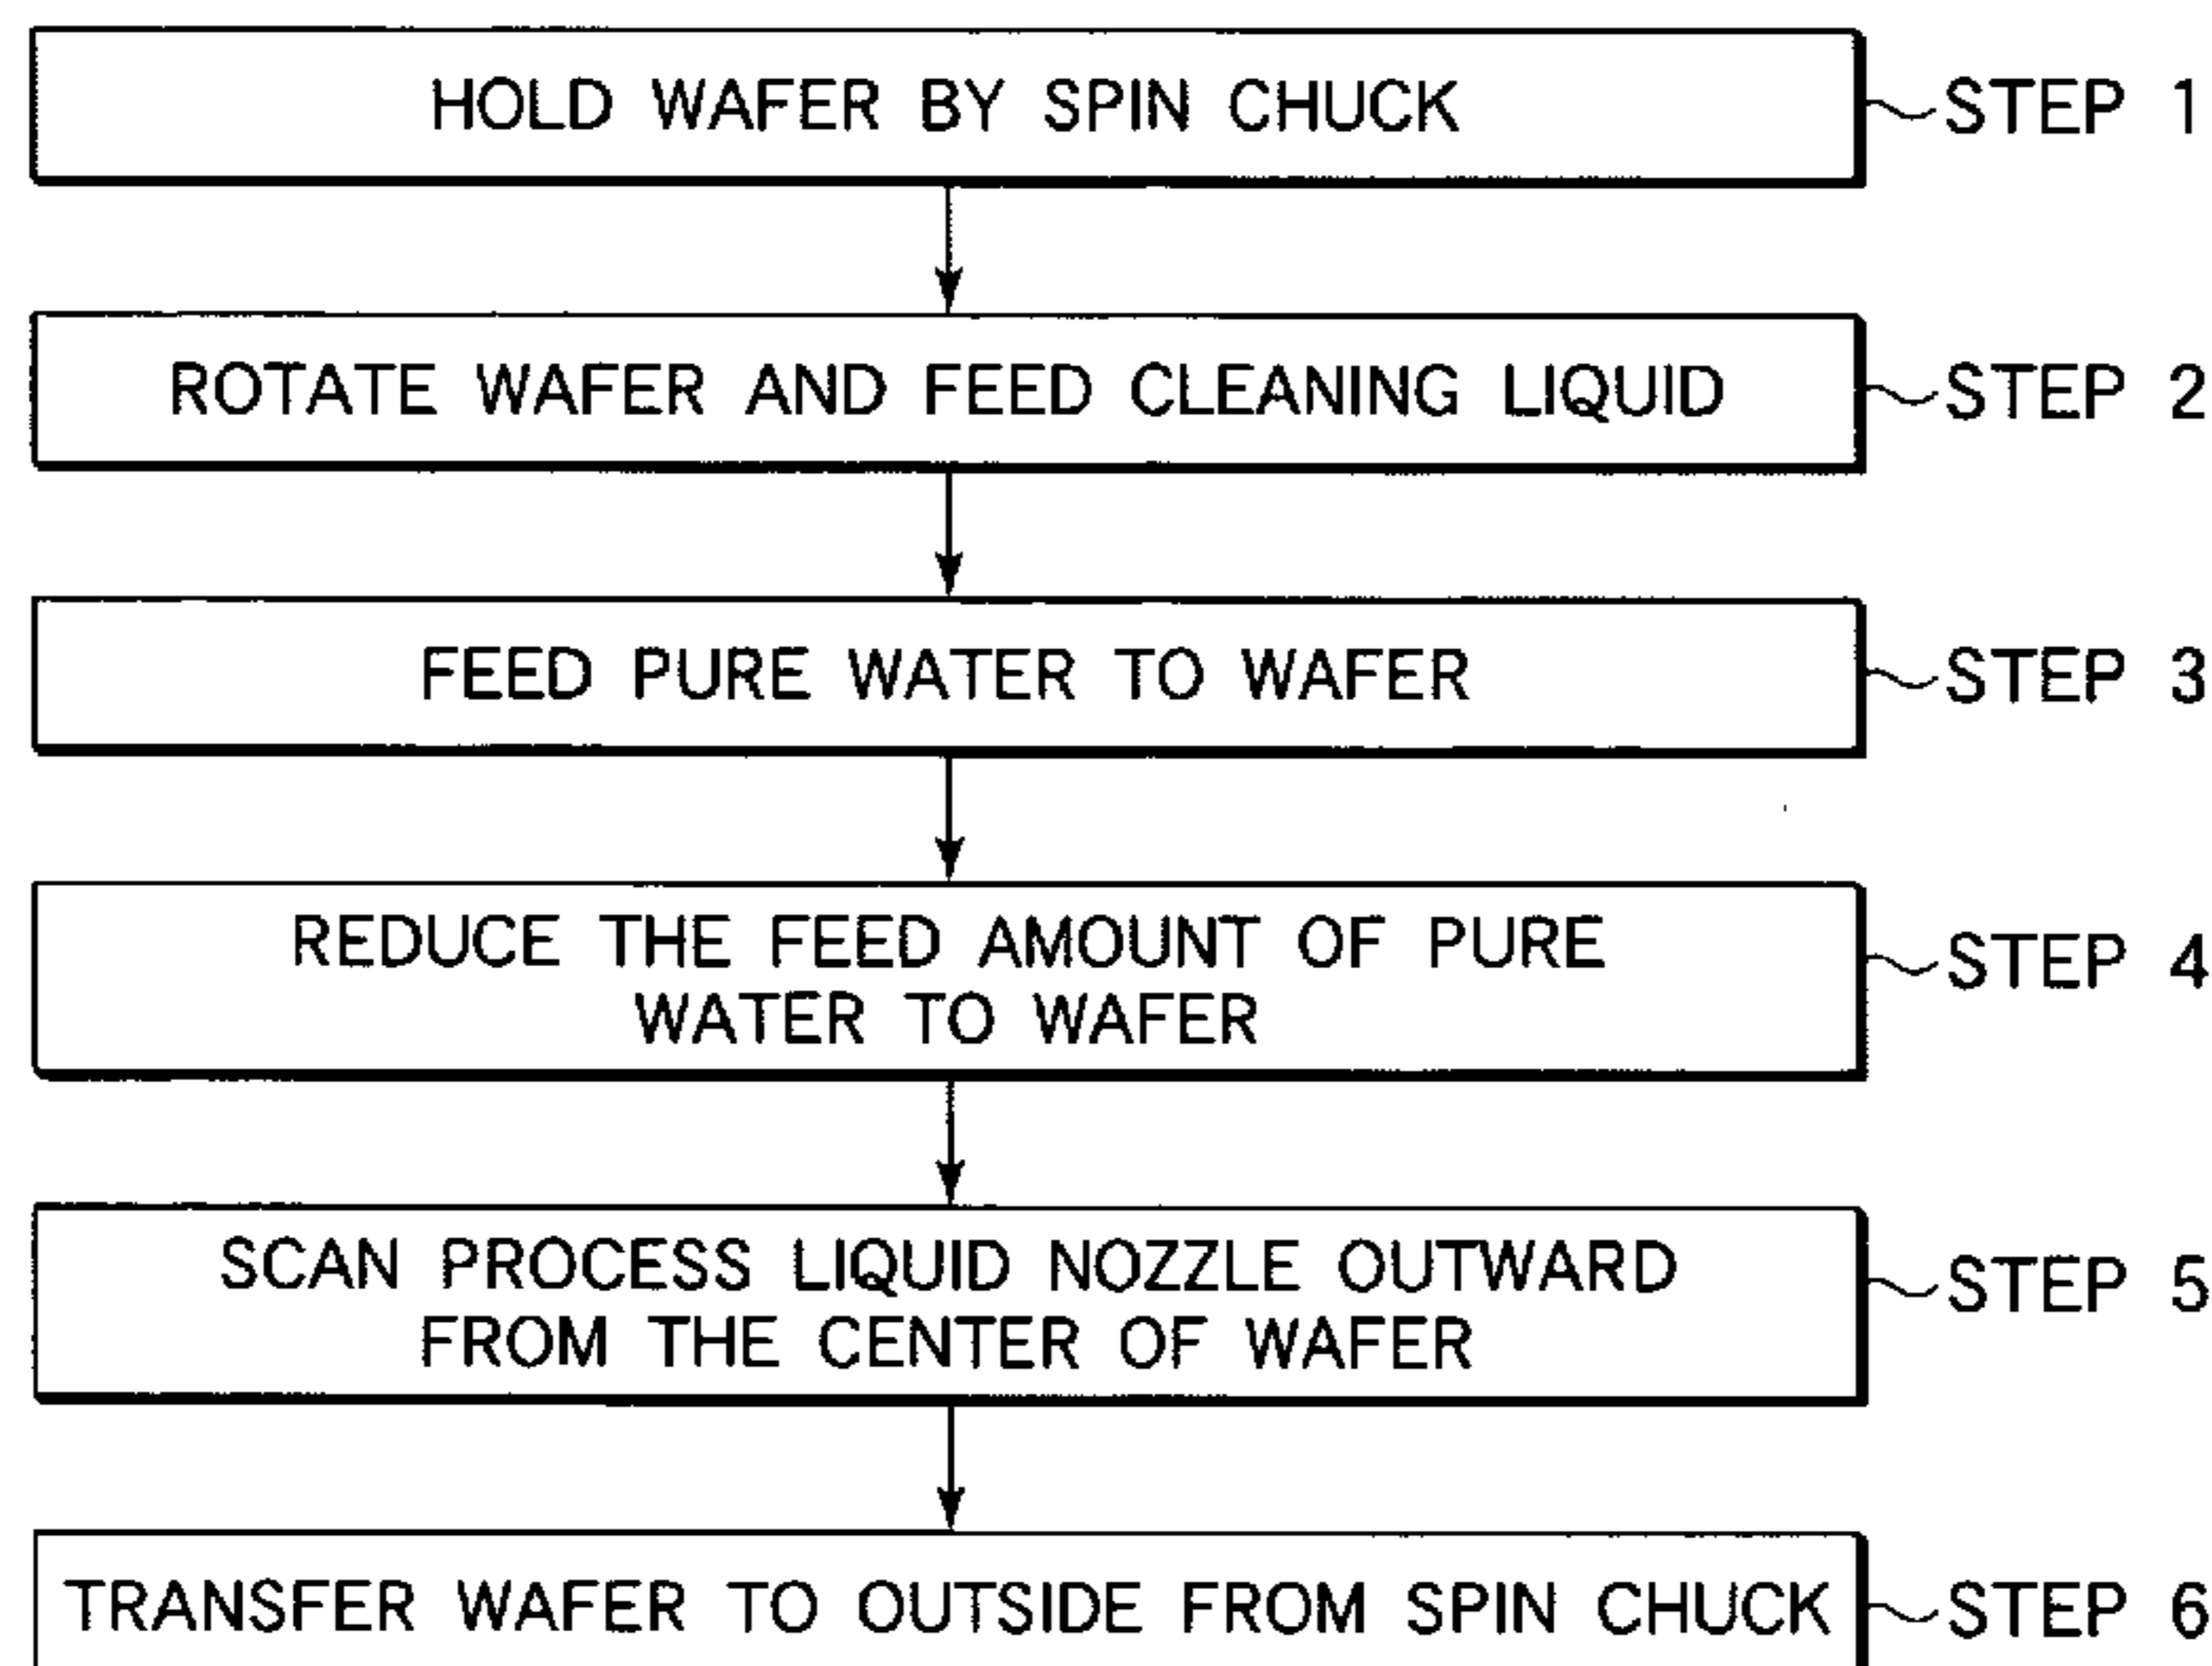 HOLD WAFER BY SPIN CHUCK
STEP 1
ROTATE WAFER AND FEED CLEANING LIQUID
STEP 2
FEED PURE WATER TO WAFER
STEP 3
REDUCE THE FEED AMOUNT OF PURE
WATER TO WAFER
STEP 4
SCAN PROCESS LIQUID NOZZLE OUTWARD
FROM THE CENTER OF WAFER
STEP 5
TRANSFER WAFER TO OUTSIDE FROM SPIN CHUCK
STEP 6